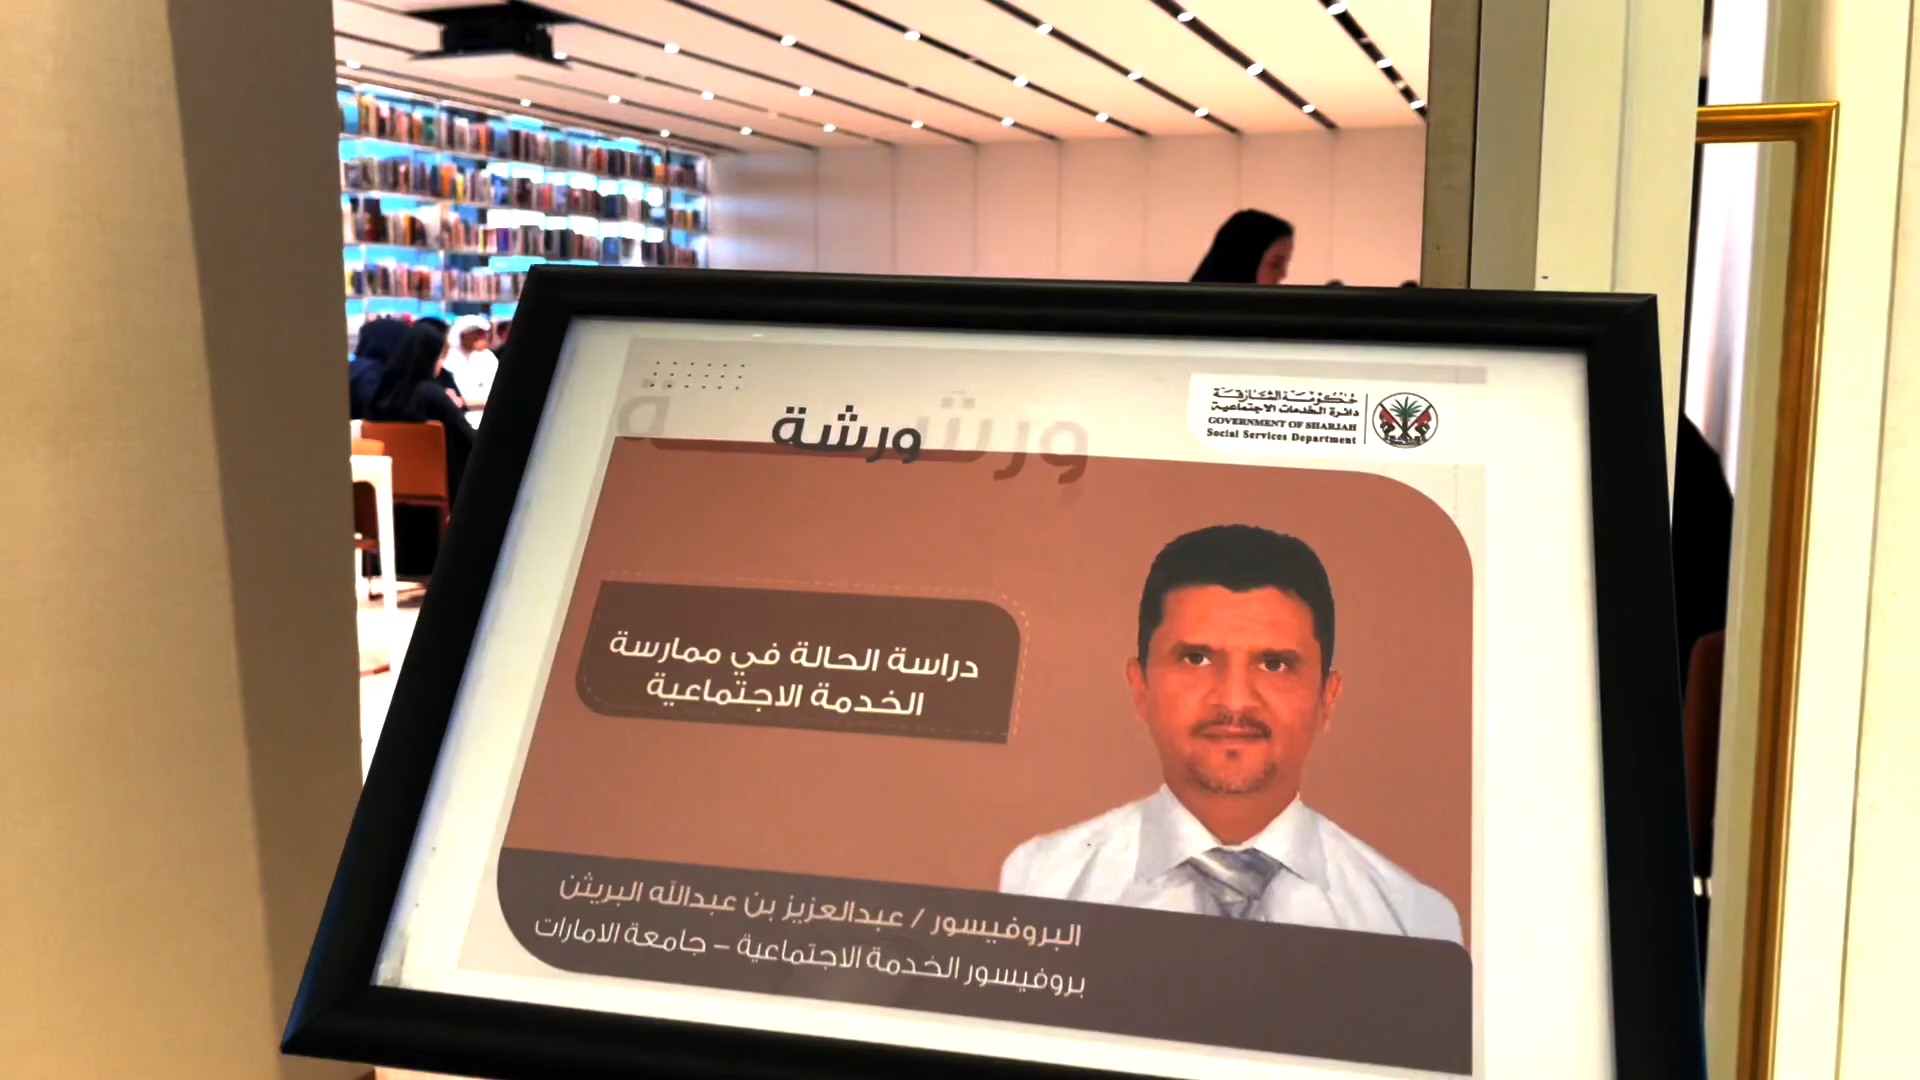 حكومة الشارقة
دائرة الخدمات الاجتماعية
GOVERNMENT OF SHARJAH
Social Services Department
ورشة
ورشة
دراسة الحالة في ممارسة
الخدمة الاجتماعية
البروفيسور / عبدالعزيز بن عبدالله البريثن
بروفيسور الخدمة الاجتماعية – جامعة الامارات